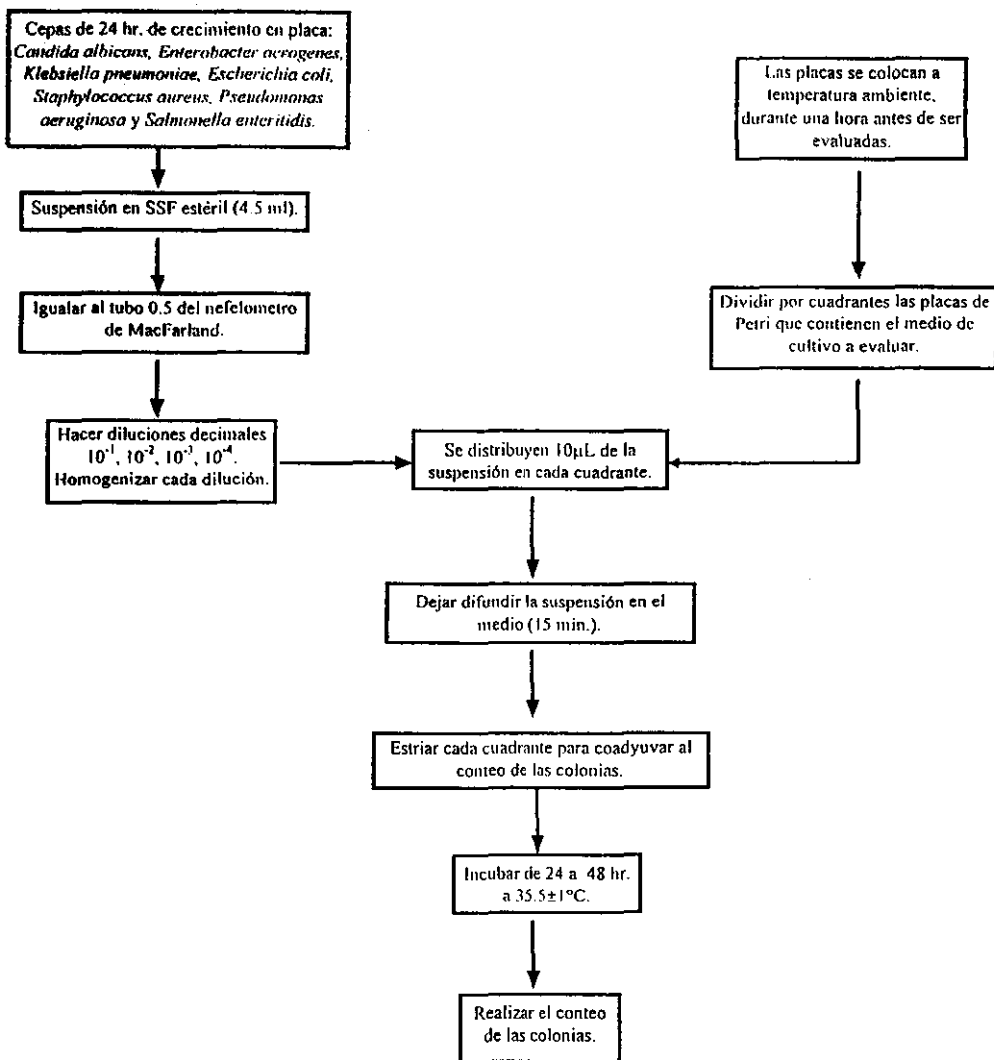 Cepas de 24 hr. de crecimiento en placa:
Candida albicans, Enterobacter aerogenes,
Klebsiella pneumoniae, Escherichia coli,
Staphylococcus aureus, Pseudomonas
aeruginosa y Salmonella enteritidis.
Suspensión en SSF estéril (4.5 ml).
Igualar al tubo 0.5 del nefelometro
de MacFarland.
Hacer diluciones decimales
10⁻¹, 10⁻², 10⁻³, 10⁻⁴.
Homogenizar cada dilución.
Las placas se colocan a
temperatura ambiente,
durante una hora antes de ser
evaluadas.
Dividir por cuadrantes las placas de
Petri que contienen el medio de
cultivo a evaluar.
Se distribuyen 10µL de la
suspensión en cada cuadrante.
Dejar difundir la suspensión en el
medio (15 min.).
Estriar cada cuadrante para coadyuvar al
conteo de las colonias.
Incubar de 24 a 48 hr.
a 35.5±1°C.
Realizar el conteo
de las colonias.